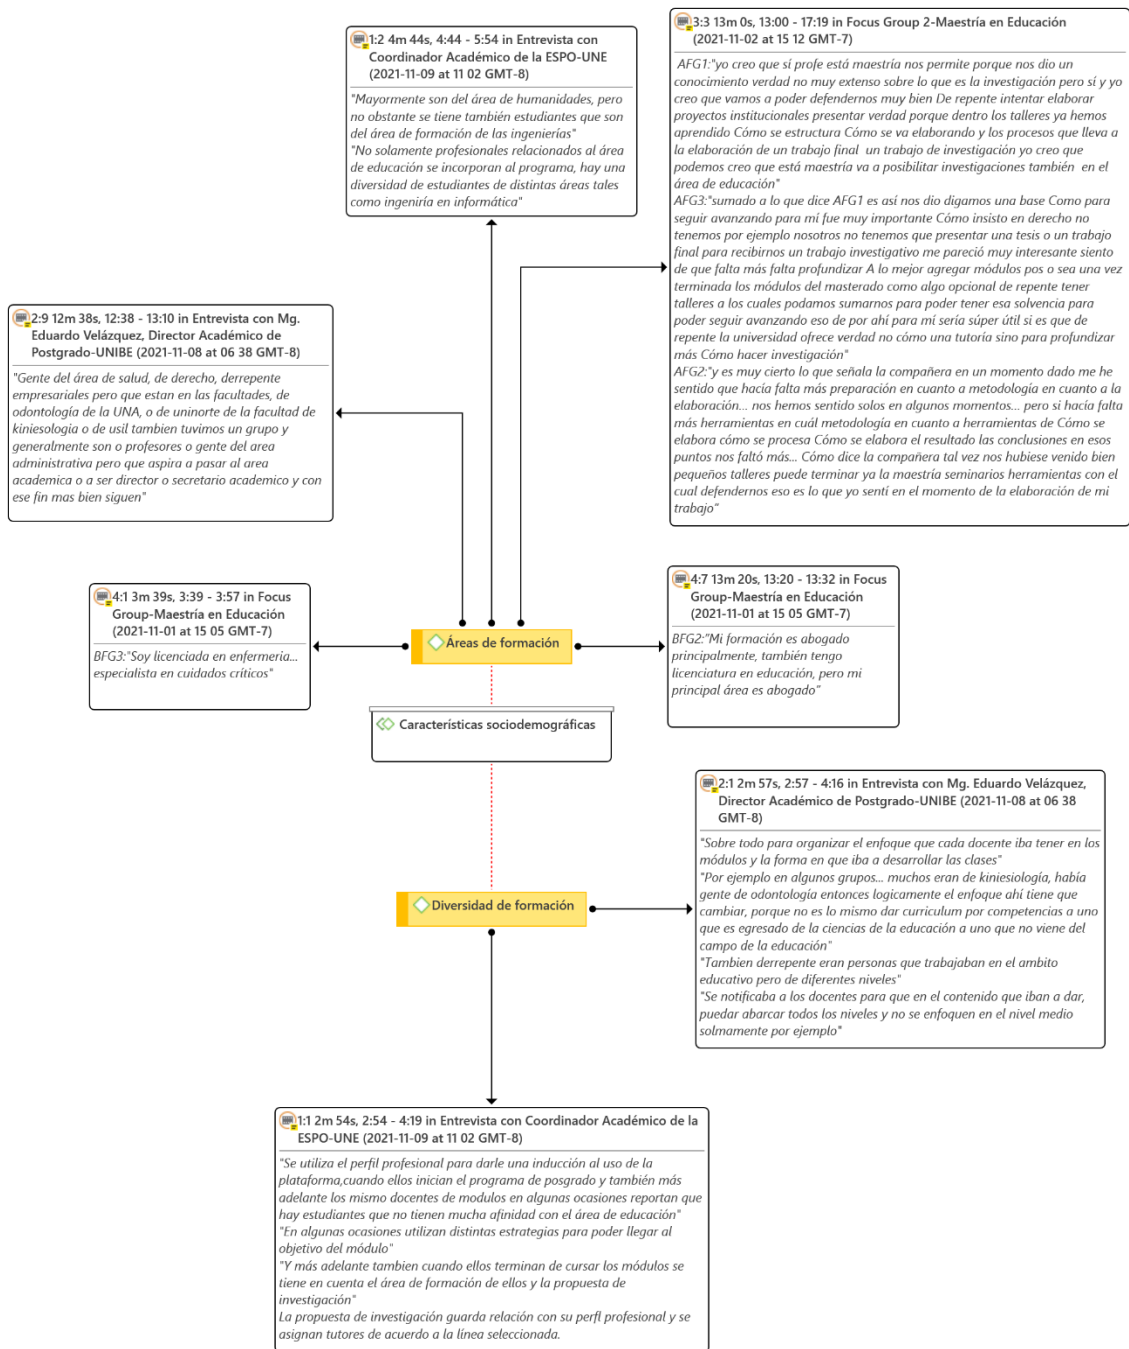 1:2 4m 44s, 4:44 - 5:54 in Entrevista con
Coordinador Académico de la ESPO-UNE
(2021-11-09 at 11 02 GMT-8)
"Mayormente son del área de humanidades, pero
no obstante se tiene también estudiantes que son
del área de formación de las ingenierías"
"No solamente profesionales relacionados al área
de educación se incorporan al programa, hay una
diversidad de estudiantes de distintas áreas tales
como ingeniría en informática"
3:3 13m 0s, 13:00 - 17:19 in Focus Group 2-Maestría en Educación
(2021-11-02 at 15 12 GMT-7)
AFG1:"yo creo que sí profe está maestría nos permite porque nos dio un
conocimiento verdad no muy extenso sobre lo que es la investigación pero sí y yo
creo que vamos a poder defendernos muy bien De repente intentar elaborar
proyectos institucionales presentar verdad porque dentro los talleres ya hemos
aprendido Cómo se estructura Cómo se va elaborando y los procesos que lleva a
la elaboración de un trabajo final un trabajo de investigación yo creo que
podemos creo que está maestría va a posibilitar investigaciones también en el
área de educación"
AFG3:"sumado a lo que dice AFG1 es así nos dio digamos una base Como para
seguir avanzando para mí fue muy importante Cómo insisto en derecho no
tenemos por ejemplo nosotros no tenemos que presentar una tesis o un trabajo
final para recibirnos un trabajo investigativo me pareció muy interesante siento
de que falta más falta profundizar A lo mejor agregar módulos pos o sea una vez
terminada los módulos del masterado como algo opcional de repente tener
talleres a los cuales podamos sumarnos para poder tener esa solvencia para
poder seguir avanzando eso de por ahí para mí sería súper útil si es que de
repente la universidad ofrece verdad no cómo una tutoría sino para profundizar
más Cómo hacer investigación"
AFG2:"y es muy cierto lo que señala la compañera en un momento dado me he
sentido que hacía falta más preparación en cuanto a metodología en cuanto a la
elaboración... nos hemos sentido solos en algunos momentos... pero si hacía falta
más herramientas en cuál metodología en cuanto a herramientas de Cómo se
elabora cómo se procesa Cómo se elabora el resultado las conclusiones en esos
puntos nos faltó más... Cómo dice la compañera tal vez nos hubiese venido bien
pequeños talleres puede terminar ya la maestría seminarios herramientas con el
cual defendernos eso es lo que yo sentí en el momento de la elaboración de mi
trabajo"
2:9 12m 38s, 12:38 - 13:10 in Entrevista con Mg.
Eduardo Velázquez, Director Académico de
Postgrado-UNIBE (2021-11-08 at 06 38 GMT-8)
"Gente del área de salud, de derecho, derrepente
empresariales pero que estan en las facultades, de
odontología de la UNA, o de uninorte de la facultad de
kinesiología o de usil tambien tuvimos un grupo y
generalmente son o profesores o gente del area
administrativa pero que aspira a pasar al area
academica o a ser director o secretario academico y con
ese fin mas bien siguen"
4:1 3m 39s, 3:39 - 3:57 in Focus
Group-Maestría en Educación
(2021-11-01 at 15 05 GMT-7)
BFG3:"Soy licenciada en enfermeria...
especialista en cuidados críticos"
Áreas de formación
4:7 13m 20s, 13:20 - 13:32 in Focus
Group-Maestría en Educación
(2021-11-01 at 15 05 GMT-7)
BFG2:"Mi formación es abogado
principalmente, también tengo
licenciatura en educación, pero mi
principal área es abogado"
Características sociodemográficas
2:1 2m 57s, 2:57 - 4:16 in Entrevista con Mg. Eduardo Velázquez,
Director Académico de Postgrado-UNIBE (2021-11-08 at 06 38
GMT-8)
"Sobre todo para organizar el enfoque que cada docente iba tener en los
módulos y la forma en que iba a desarrollar las clases"
"Por ejemplo en algunos grupos... muchos eran de kiniesiología, había
gente de odontología entonces logicamente el enfoque ahí tiene que
cambiar, porque no es lo mismo dar curriculum por competencias a uno
que es egresado de la ciencias de la educación a uno que no viene del
campo de la educación"
"Tambien derrepente eran personas que trabajaban en el ambito
educativo pero de diferentes niveles"
"Se notificaba a los docentes para que en el contenido que iban a dar,
puedar abarcar todos los niveles y no se enfoquen en el nivel medio
solmamente por ejemplo"
Diversidad de formación
1:1 2m 54s, 2:54 - 4:19 in Entrevista con Coordinador Académico de la
ESPO-UNE (2021-11-09 at 11 02 GMT-8)
"Se utiliza el perfil profesional para darle una inducción al uso de la
plataforma,cuando ellos inician el programa de posgrado y también más
adelante los mismo docentes de modulos en algunas ocasiones reportan que
hay estudiantes que no tienen mucha afinidad con el área de educación"
"En algunas ocasiones utilizan distintas estrategias para poder llegar al
objetivo del módulo"
"Y más adelante tambien cuando ellos terminan de cursar los módulos se
tiene en cuenta el área de formación de ellos y la propuesta de
investigación"
La propuesta de investigación guarda relación con su perfl profesional y se
asignan tutores de acuerdo a la línea seleccionada.